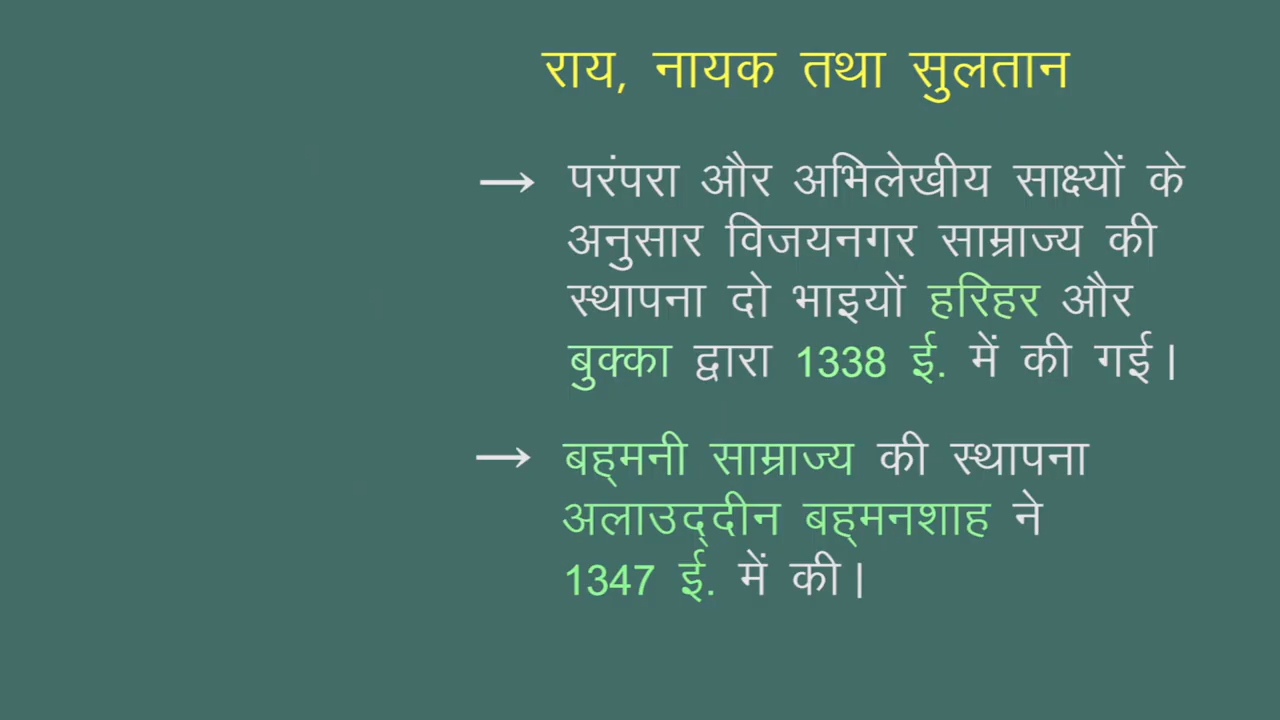 राय, नायक तथा सुलतान
→ परंपरा और अभिलेखीय साक्ष्यों के
अनुसार विजयनगर साम्राज्य की
स्थापना दो भाइयों हरिहर और
बुक्का द्वारा 1338 ई. में की गई।
→ बह्मनी साम्राज्य की स्थापना
अलाउद्‌दीन बह्मनशाह ने
1347 ई. में की।